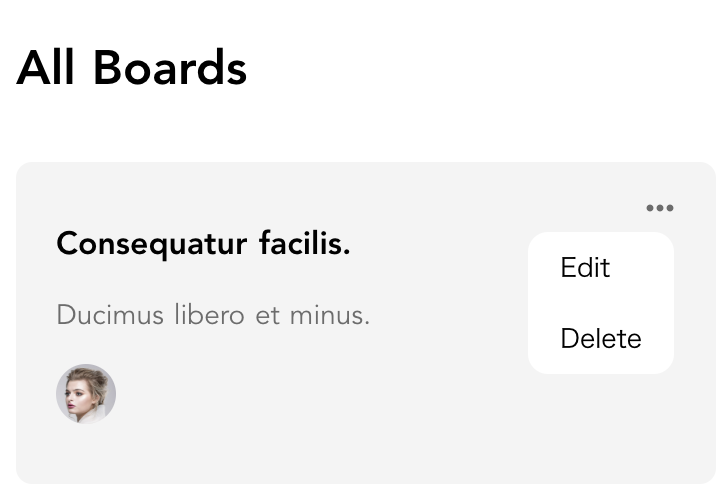 All Boards
Consequatur facilis.
Edit
Ducimus libero et minus.
Delete